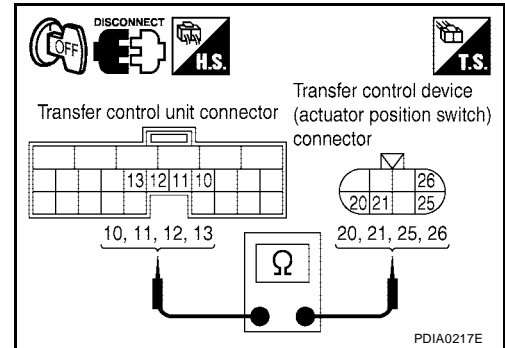 OFF
DISCONNECT
H.S.
T.S.
Transfer control unit connector
Transfer control device
(actuator position switch)
connector
13 12 11 10
26
20 21 25
10, 11, 12, 13
20, 21, 25, 26
Ω
PDIA0217E